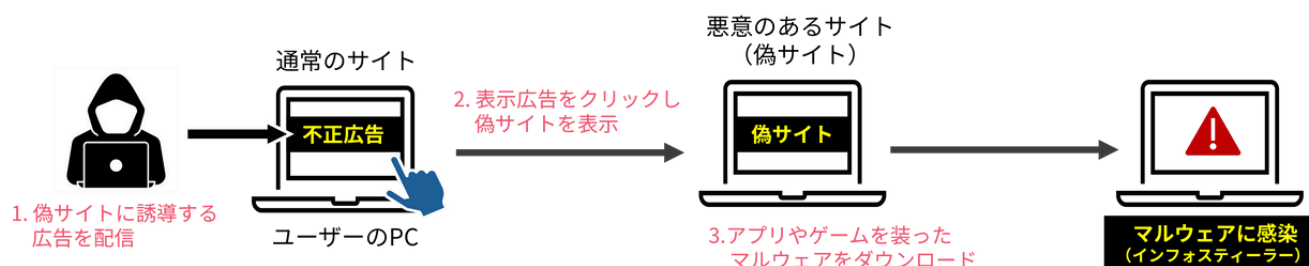 1. 偽サイトに誘導する
広告を配信
通常のサイト
不正広告
ユーザーのPC
2. 表示広告をクリックし
偽サイトを表示
悪意のあるサイト
（偽サイト）
偽サイト
3.アプリやゲームを装った
マルウェアをダウンロード
マルウェアに感染
（インフォスティーラー）